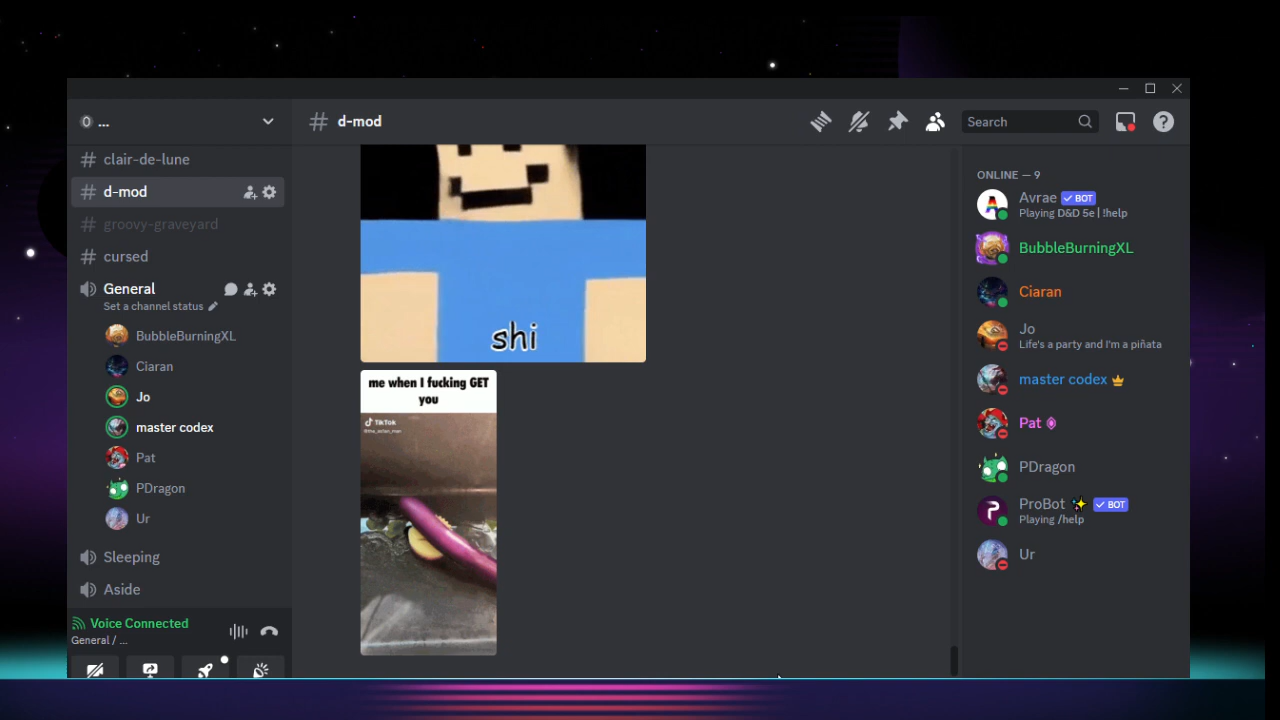 ...
d-mod
Search
clair-de-lune
d-mod
groovy-graveyard
cursed
General
Set a channel status
BubbleBurningXL
Ciaran
Jo
master codex
Pat
PDragon
Ur
Sleeping
Aside
Voice Connected
General / ...
shi
me when I fucking GET
you
TikTok
ONLINE — 9
Avrae BOT
Playing D&D 5e | !help
BubbleBurningXL
Ciaran
Jo
Life's a party and I'm a piñata
master codex
Pat
PDragon
ProBot BOT
Playing /help
Ur